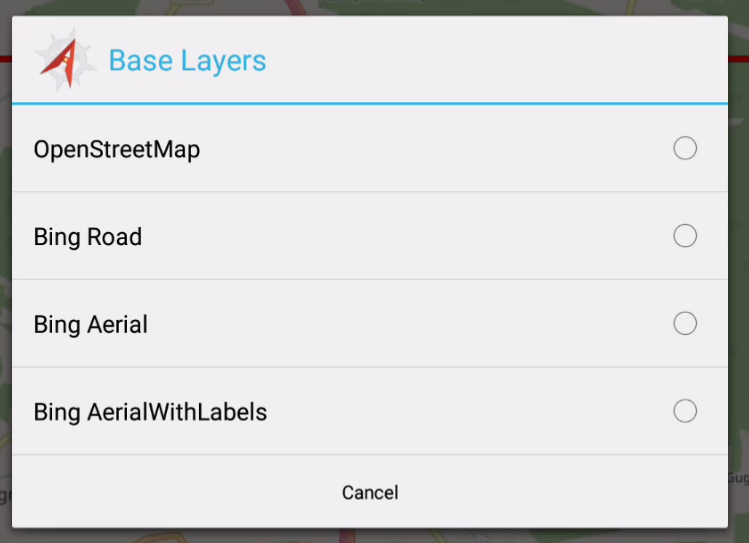 Base Layers
OpenStreetMap
Bing Road
Bing Aerial
Bing AerialWithLabels
Cancel